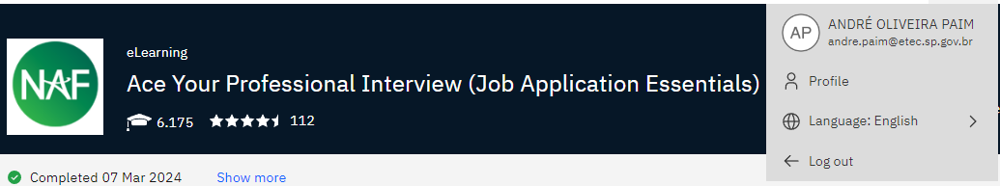 NAF
eLearning
Ace Your Professional Interview (Job Application Essentials)
6.175 112
Completed 07 Mar 2024 Show more
AP
ANDRÉ OLIVEIRA PAIM
andre.paim@etec.sp.gov.br
Profile
Language: English
Log out